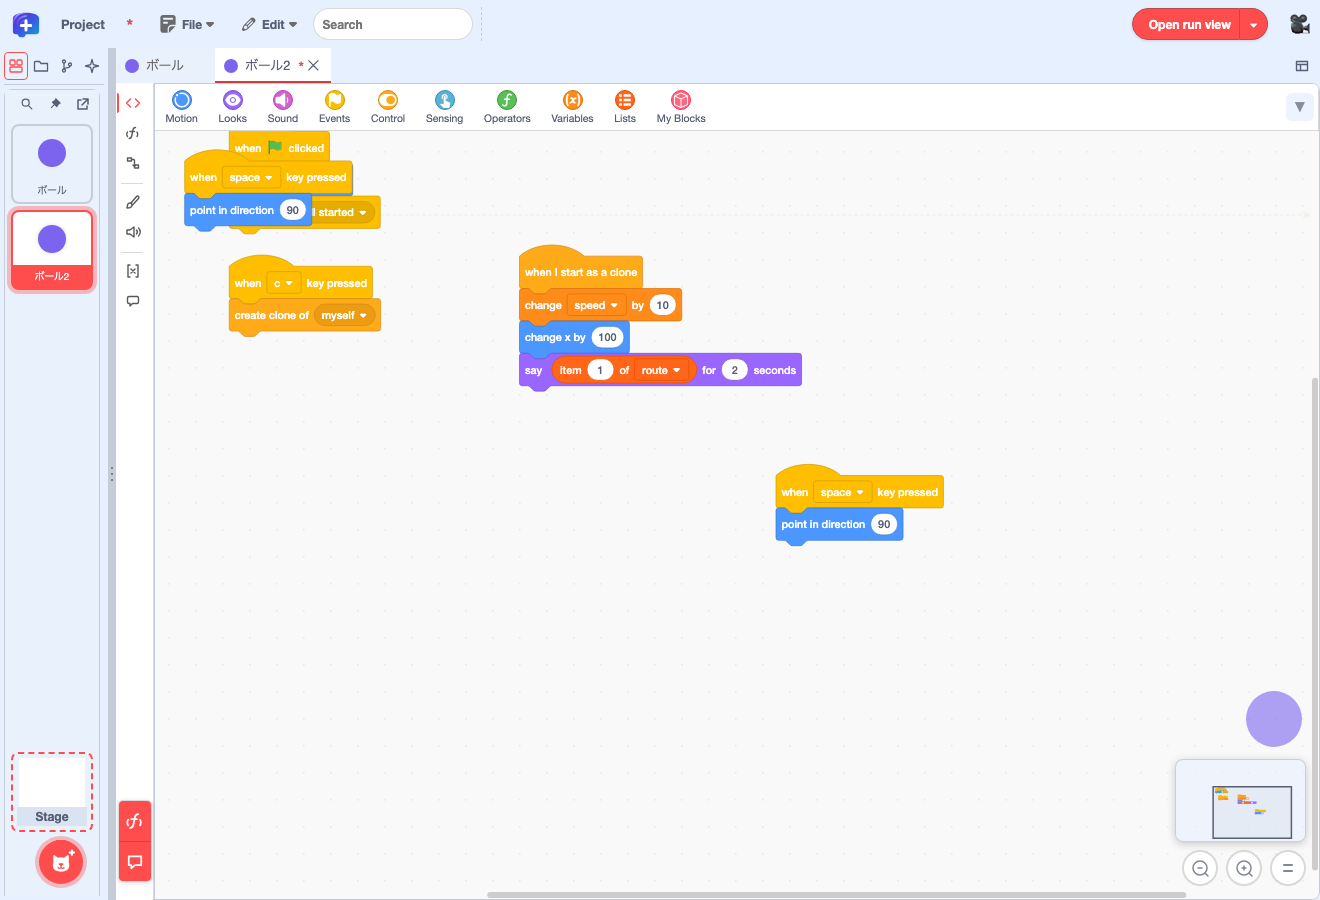 Project *
File
Edit
Search
Open run view
ボール
ボール2 *
Motion
Looks
Sound
Events
Control
Sensing
Operators
Variables
Lists
My Blocks
ボール
ボール2
Stage
when clicked
when space key pressed
point in direction 90
started
when c key pressed
create clone of myself
when I start as a clone
change speed by 10
change x by 100
say item 1 of route for 2 seconds
when space key pressed
point in direction 90